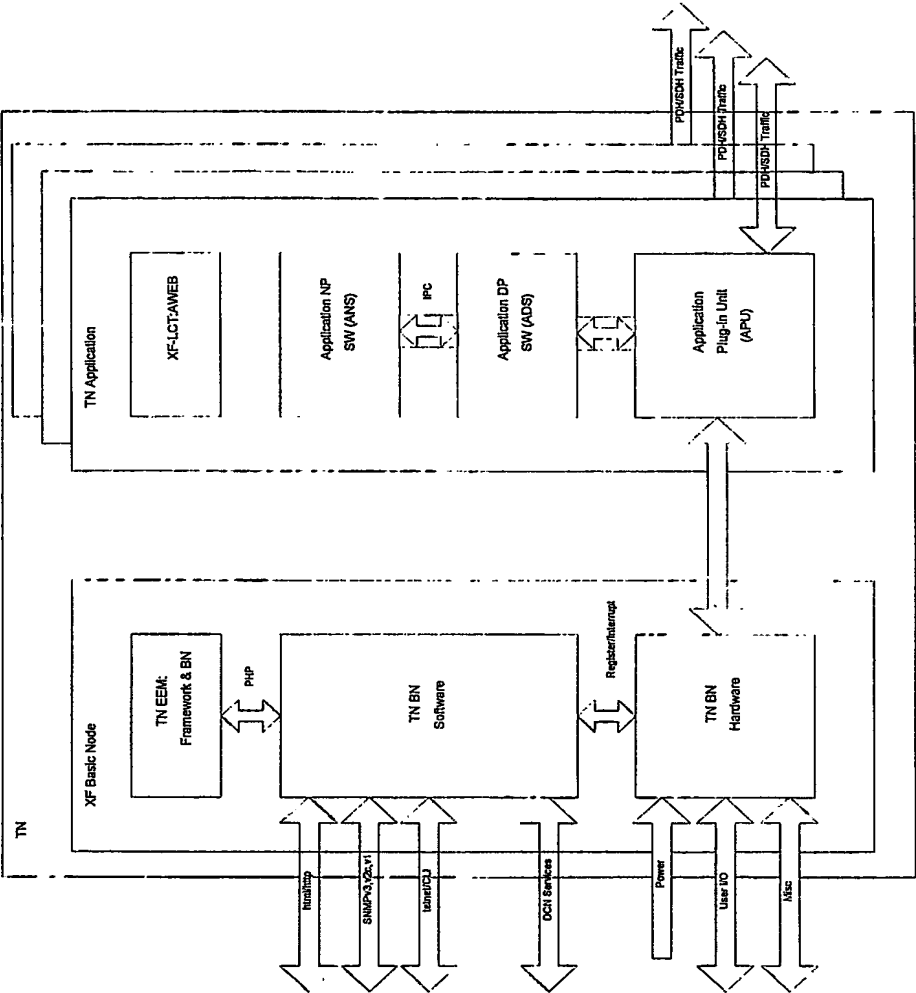 TN
XF Basic Node
TN EEM:
Framework & BN
PHP
TN BN
Software
Register/Interrupt
TN BN
Hardware
html/http
SNMPv3,v2c,v1
telnet/CLI
DCN Services
Power
User I/O
Misc
TN Application
XF-LCT:AWEB
Application NP
SW (ANS)
IPC
Application DP
SW (ADS)
Application
Plug-in Unit
(APU)
PDH/SDH Traffic
PDH/SDH Traffic
PDH/SDH Traffic